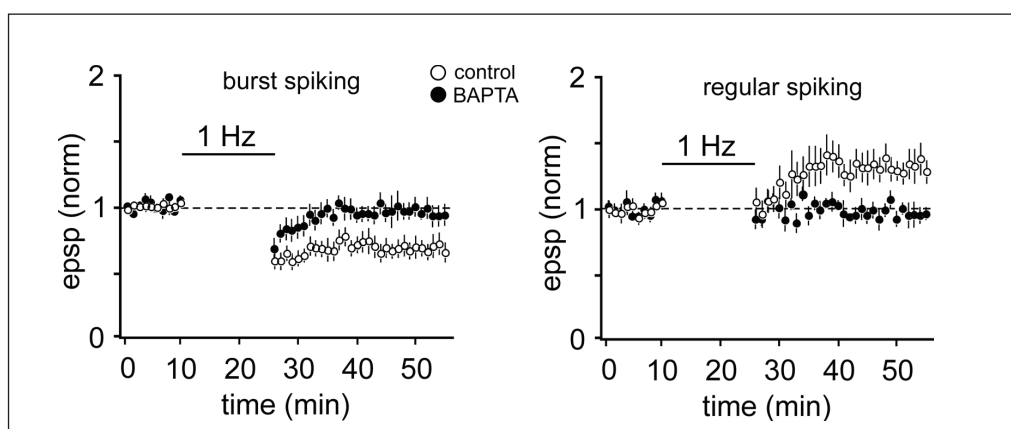 burst spiking
control
BAPTA
1 Hz
epsp (norm)
2
1
0
0 10 20 30 40 50
time (min)
regular spiking
1 Hz
epsp (norm)
2
1
0
0 10 20 30 40 50
time (min)